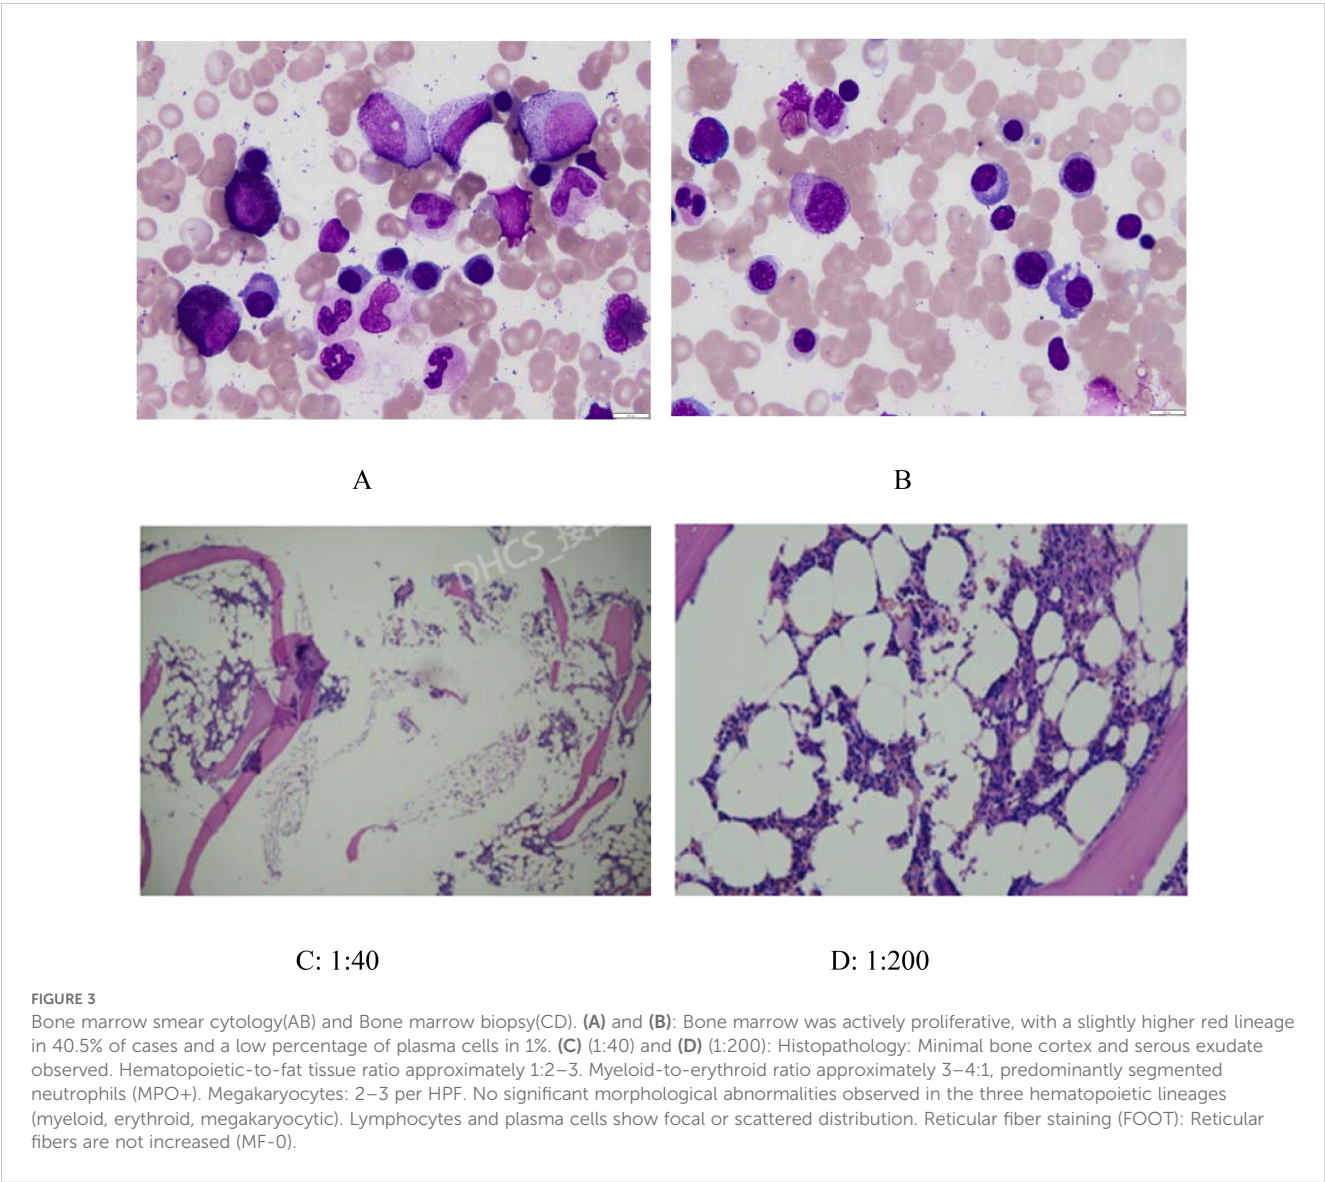 DHCS_
A
B
C: 1:40
D: 1:200
FIGURE 3
Bone marrow smear cytology(AB) and Bone marrow biopsy(CD). (A) and (B): Bone marrow was actively proliferative, with a slightly higher red lineage
in 40.5% of cases and a low percentage of plasma cells in 1%. (C) (1:40) and (D) (1:200): Histopathology: Minimal bone cortex and serous exudate
observed. Hematopoietic-to-fat tissue ratio approximately 1:2–3. Myeloid-to-erythroid ratio approximately 3–4:1, predominantly segmented
neutrophils (MPO+). Megakaryocytes: 2–3 per HPF. No significant morphological abnormalities observed in the three hematopoietic lineages
(myeloid, erythroid, megakaryocytic). Lymphocytes and plasma cells show focal or scattered distribution. Reticular fiber staining (FOOT): Reticular
fibers are not increased (MF-0).